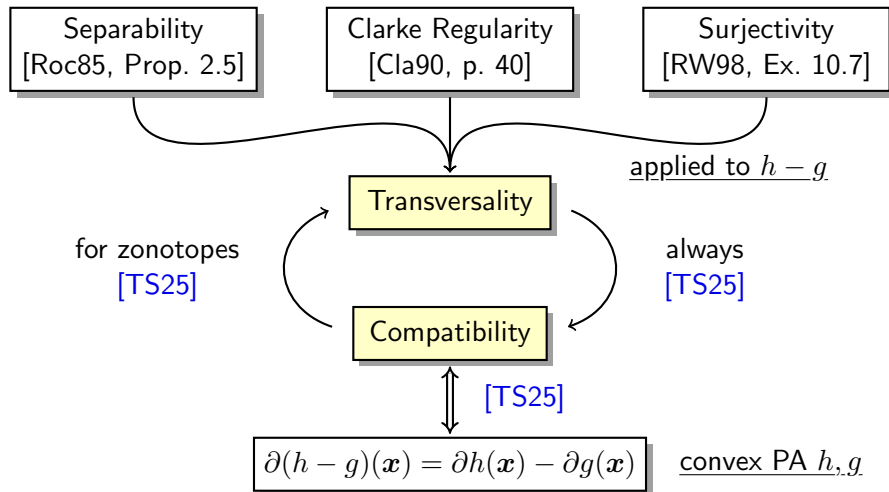 Separability
[Roc85, Prop. 2.5]
Clarke Regularity
[Cla90, p. 40]
Surjectivity
[RW98, Ex. 10.7]
applied to h − g
Transversality
for zonotopes
[TS25]
always
[TS25]
Compatibility
[TS25]
∂(h − g)(𝒙) = ∂h(𝒙) − ∂g(𝒙)
convex PA h, g